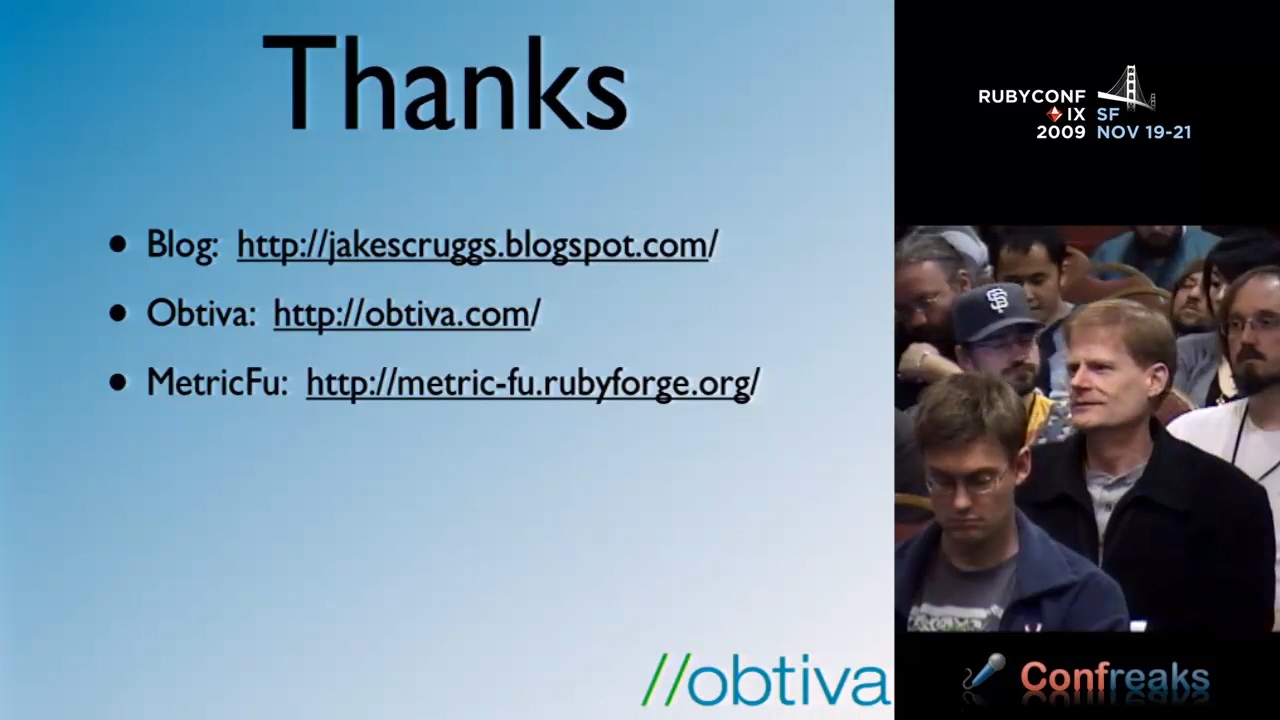 Thanks
• Blog: http://jakescruggs.blogspot.com/
• Obtiva: http://obtiva.com/
• MetricFu: http://metric-fu.rubyforge.org/
//obtiva
RUBYCONF
IX SF
2009 NOV 19-21
SF
Confreaks